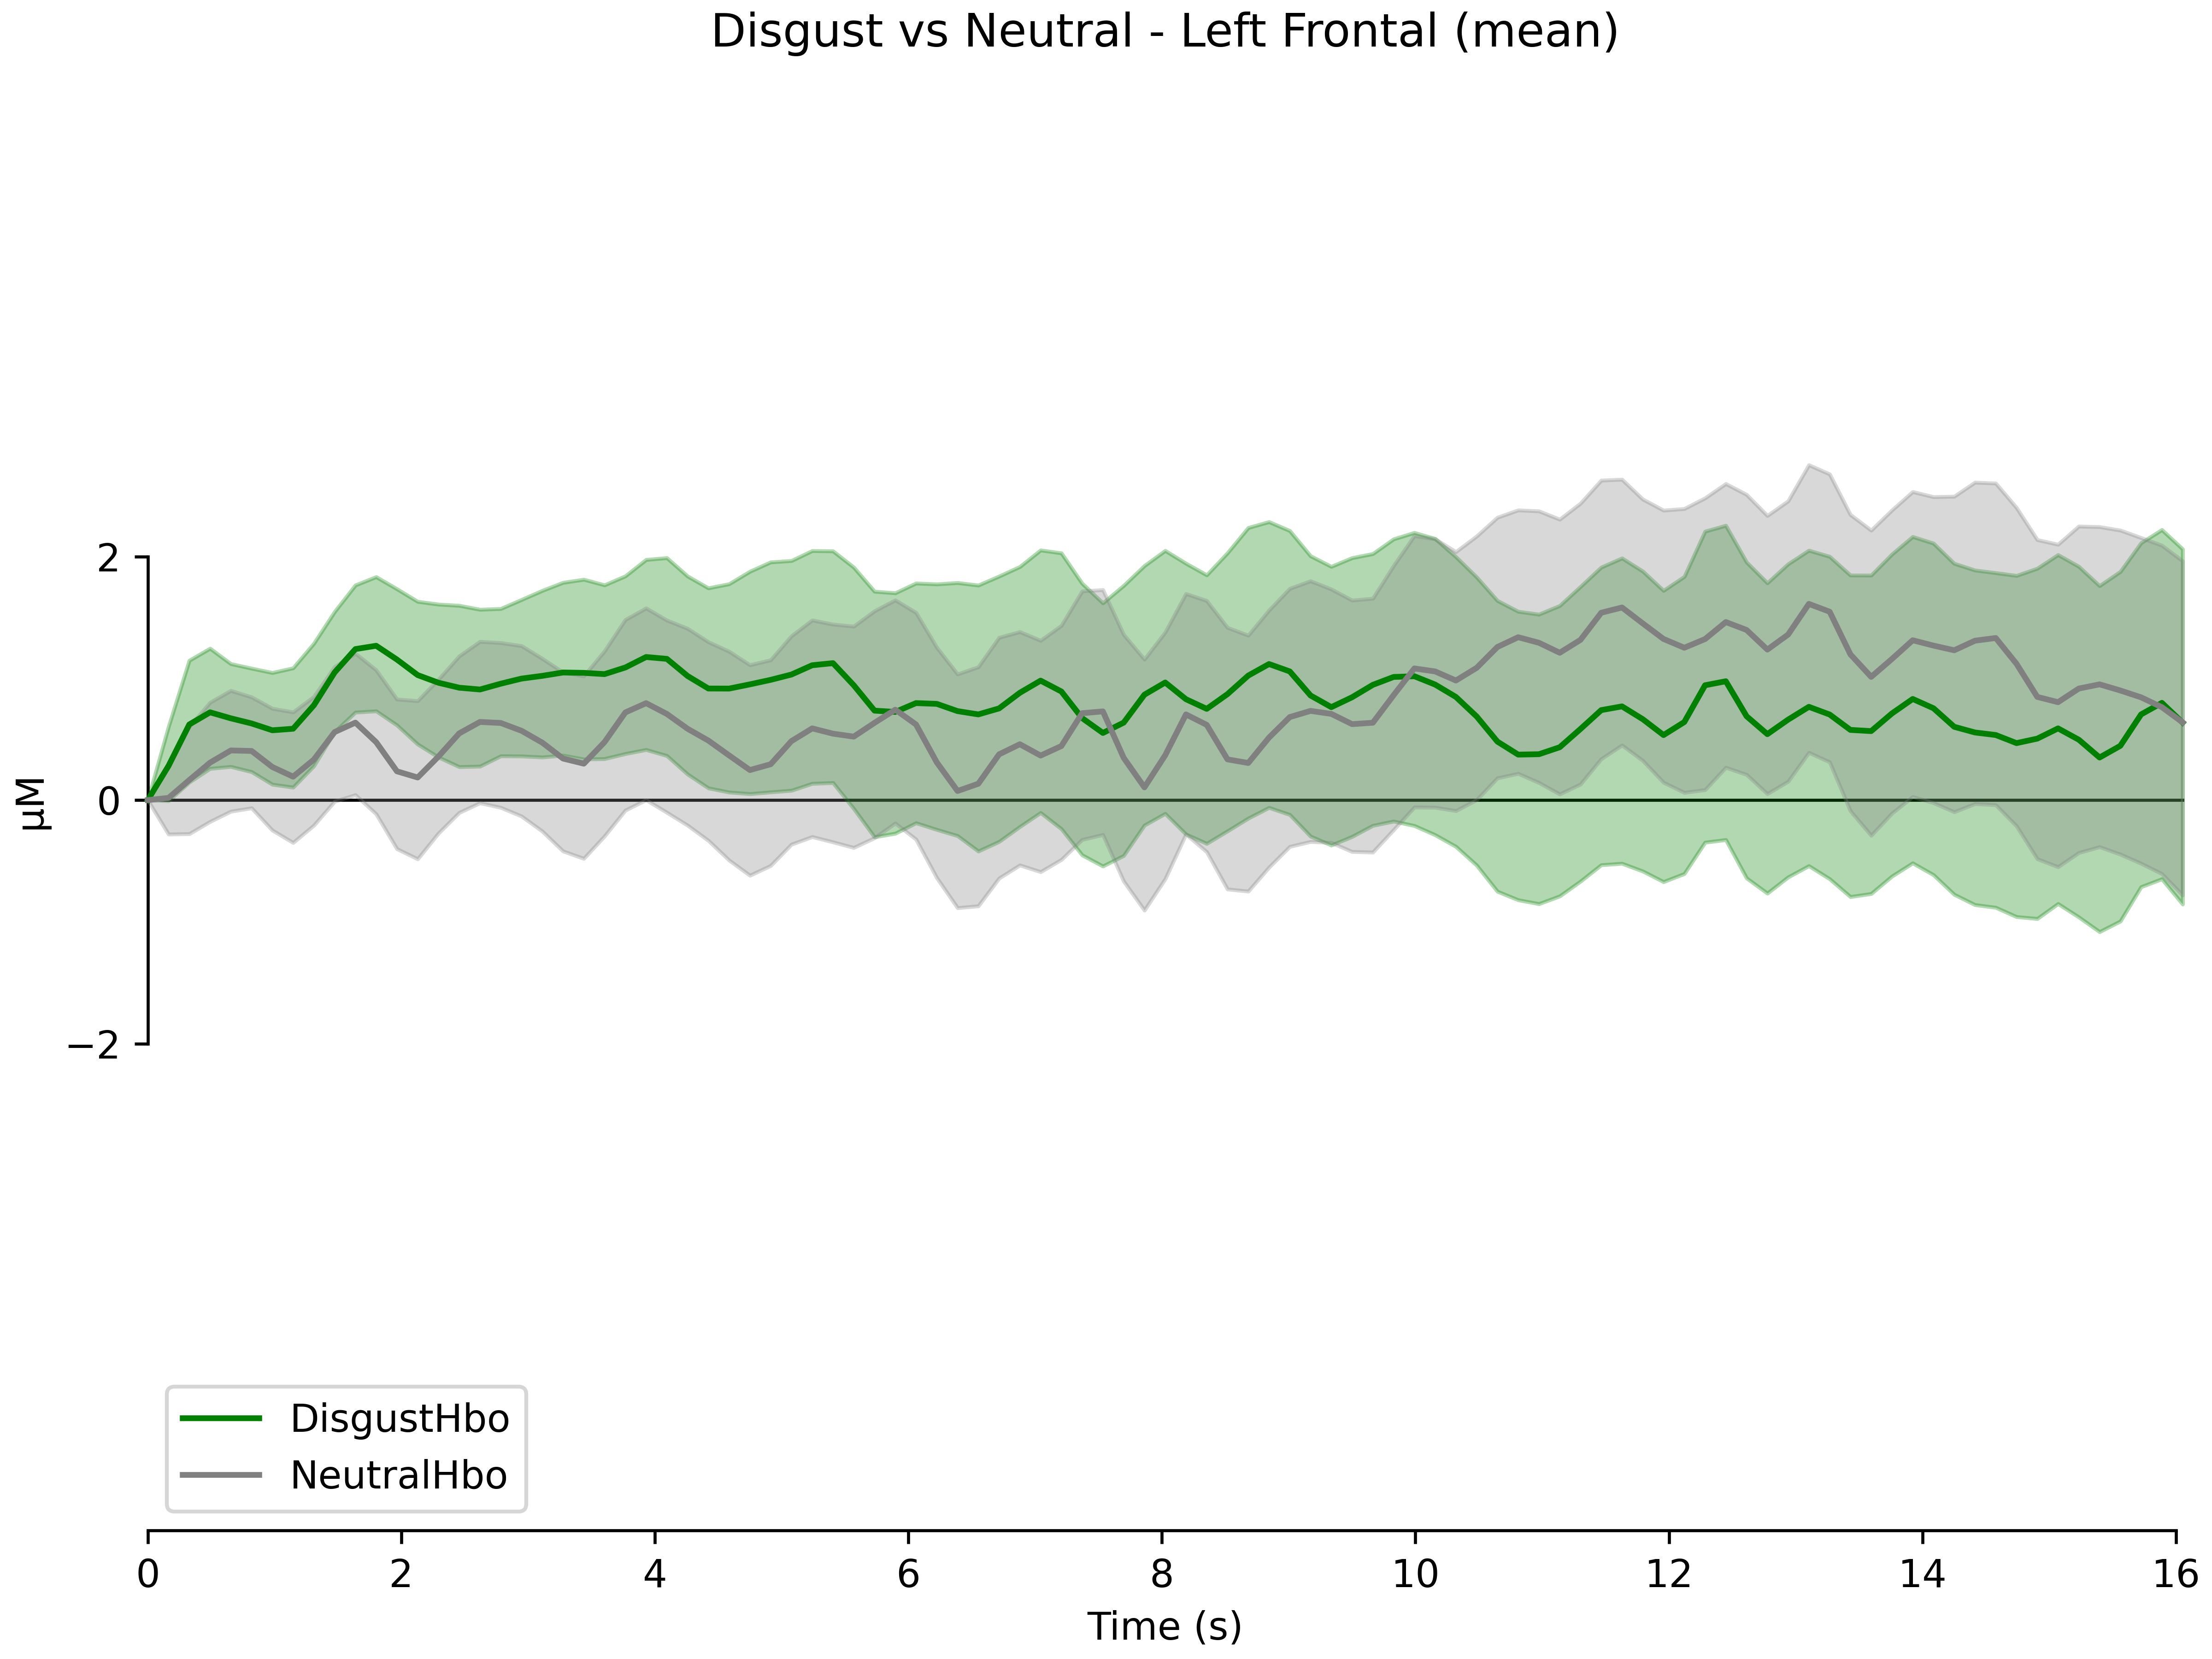 Disgust vs Neutral - Left Frontal (mean)
µM
2
0
−2
DisgustHbo
NeutralHbo
0 2 4 6 8 10 12 14 16
Time (s)